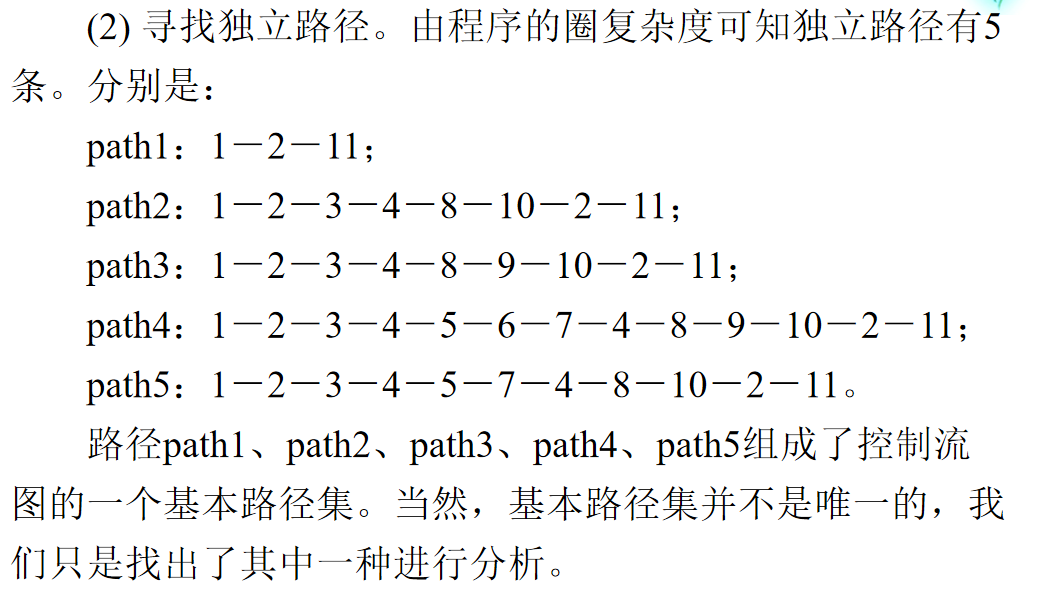 (2) 寻找独立路径。由程序的圈复杂度可知独立路径有5
条。分别是：
path1：1－2－11；
path2：1－2－3－4－8－10－2－11；
path3：1－2－3－4－8－9－10－2－11；
path4：1－2－3－4－5－6－7－4－8－9－10－2－11；
path5：1－2－3－4－5－7－4－8－10－2－11。
路径path1、path2、path3、path4、path5组成了控制流
图的一个基本路径集。当然，基本路径集并不是唯一的，我
们只是找出了其中一种进行分析。